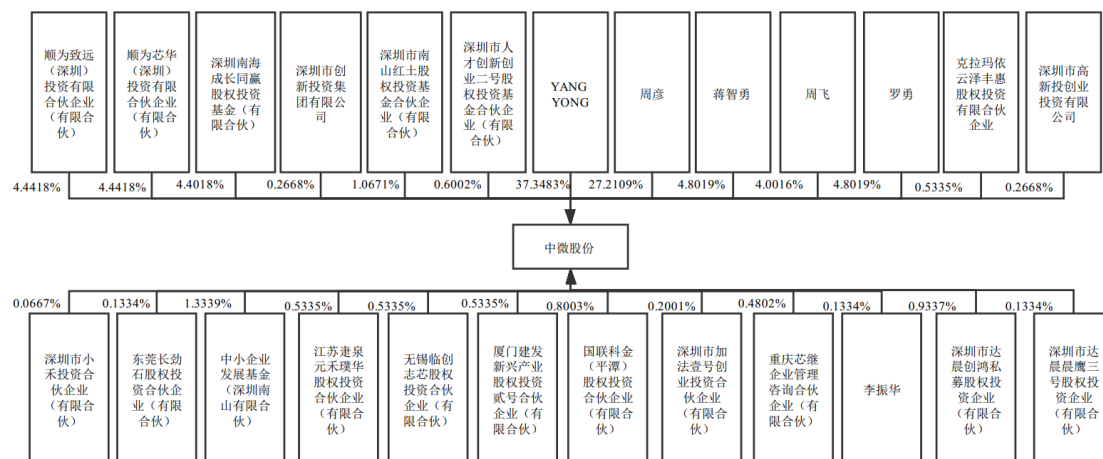 顺为致远
（深圳）
投资有限
合伙企业
（有限合
伙）
顺为芯华
（深圳）
投资有限
合伙企业
（有限合
伙）
深圳南海
成长同赢
股权投资
基金（有
限合伙）
深圳市创
新投资集
团有限公
司
深圳市南
山红土股
权投资基
金合伙企
业（有限
合伙）
深圳市人
才创新创
业二号股
权投资基
金合伙企
业（有限
合伙）
YANG
YONG
周彦
蒋智勇
周飞
罗勇
克拉玛依
云泽丰惠
股权投资
有限合伙
企业
深圳市高
新投创业
投资有限
公司
4.4418%
4.4418%
4.4018%
0.2668%
1.0671%
0.6002%
37.3483%
27.2109%
4.8019%
4.0016%
4.8019%
0.5335%
0.2668%
中微股份
0.0667%
0.1334%
1.3339%
0.5335%
0.5335%
0.5335%
0.8003%
0.2001%
0.4802%
0.1334%
0.9337%
0.1334%
深圳市小
禾投资合
伙企业
（有限合
伙）
东莞长劲
石股权投
资合伙企
业（有限
合伙）
中小企业
发展基金
（深圳南
山有限合
伙）
江苏疌泉
元禾璞华
股权投资
合伙企业
（有限合
伙）
无锡临创
志芯股权
投资合伙
企业（有
限合伙）
厦门建发
新兴产业
股权投资
贰号合伙
企业（有
限合伙）
国联科金
（平潭）
股权投资
合伙企业
（有限合
伙）
深圳市加
法壹号创
业投资合
伙企业
（有限合
伙）
重庆芯继
企业管理
咨询合伙
企业（有
限合伙）
李振华
深圳市达
晨创鸿私
募股权投
资企业
（有限合
伙）
深圳市达
晨晨鹰三
号股权投
资企业
（有限合
伙）